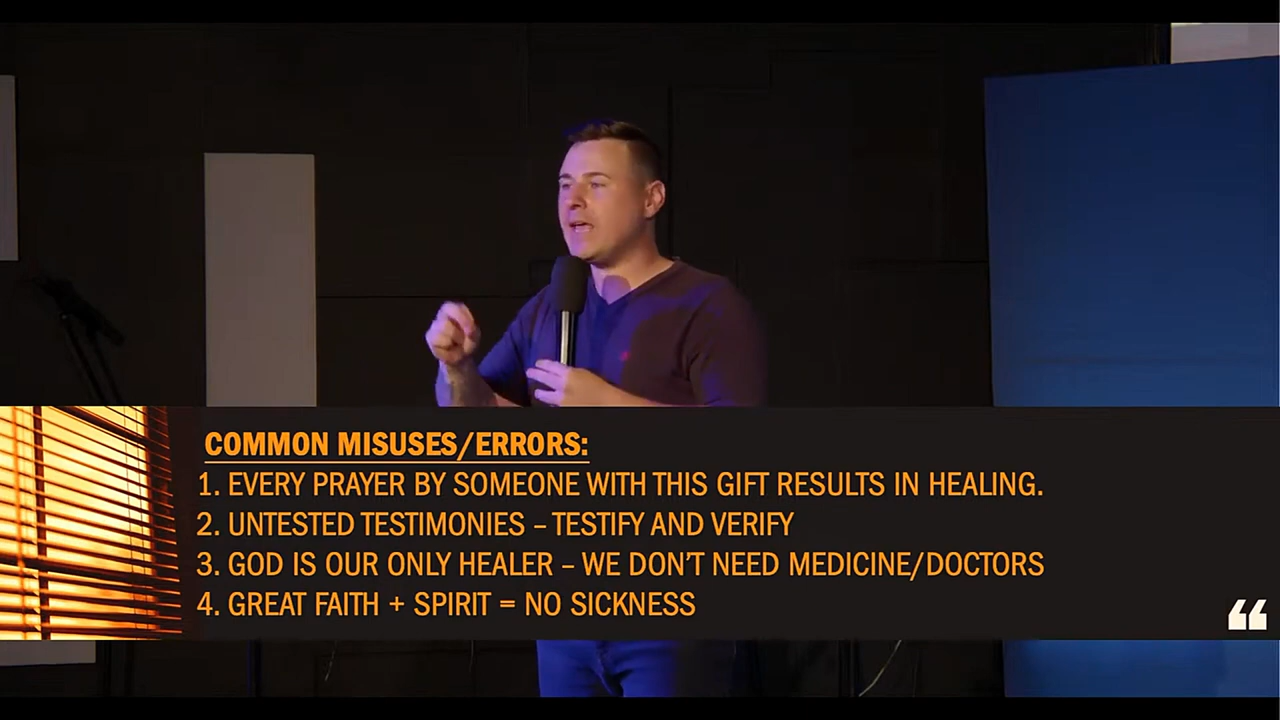 COMMON MISUSES/ERRORS:
1. EVERY PRAYER BY SOMEONE WITH THIS GIFT RESULTS IN HEALING.
2. UNTESTED TESTIMONIES – TESTIFY AND VERIFY
3. GOD IS OUR ONLY HEALER – WE DON'T NEED MEDICINE/DOCTORS
4. GREAT FAITH + SPIRIT = NO SICKNESS
“